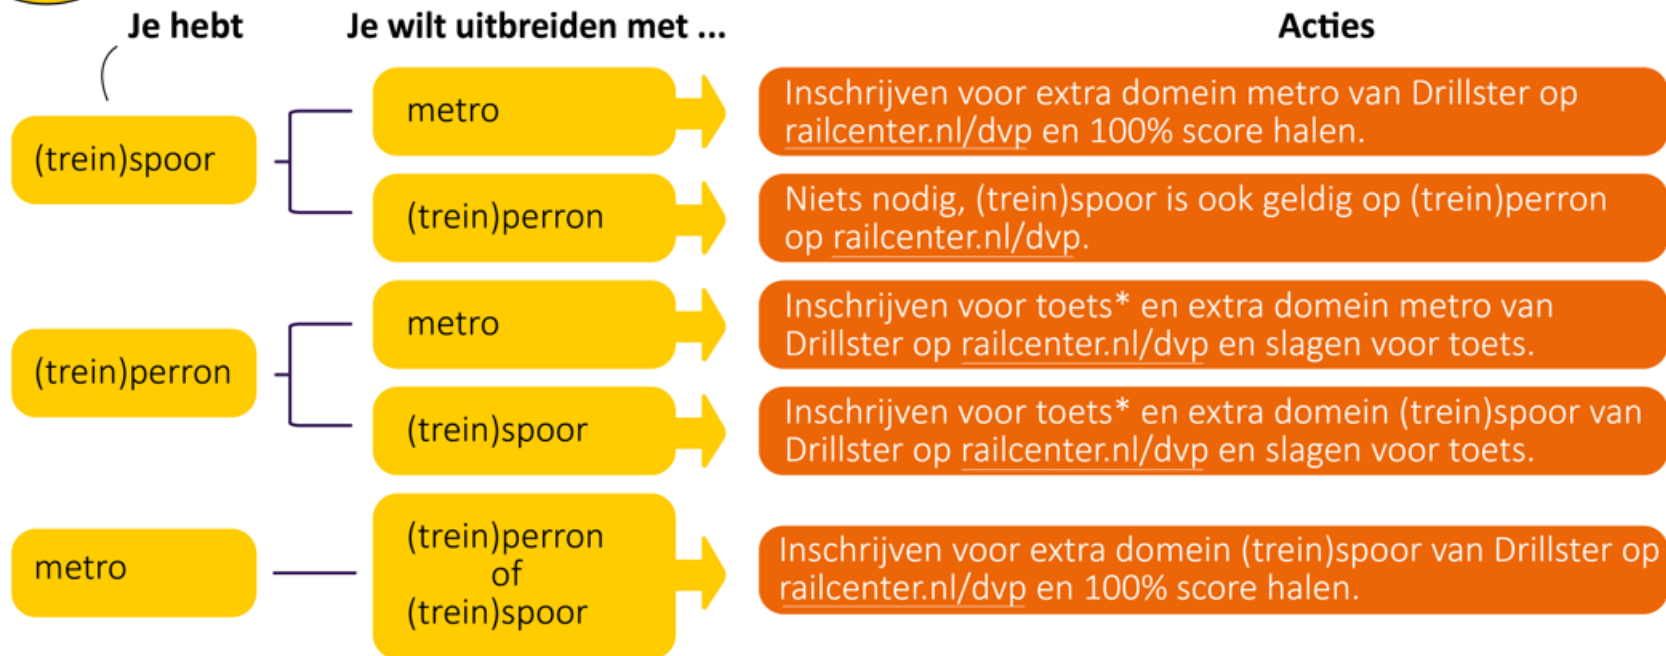 Je hebt
Je wilt uitbreiden met ...
Acties
(trein)spoor
metro
Inschrijven voor extra domein metro van Drillster op
railcenter.nl/dvp en 100% score halen.
(trein)perron
Niets nodig, (trein)spoor is ook geldig op (trein)perron
op railcenter.nl/dvp.
(trein)perron
metro
Inschrijven voor toets* en extra domein metro van
Drillster op railcenter.nl/dvp en slagen voor toets.
(trein)spoor
Inschrijven voor toets* en extra domein (trein)spoor van
Drillster op railcenter.nl/dvp en slagen voor toets.
metro
(trein)perron
of
(trein)spoor
Inschrijven voor extra domein (trein)spoor van Drillster op
railcenter.nl/dvp en 100% score halen.